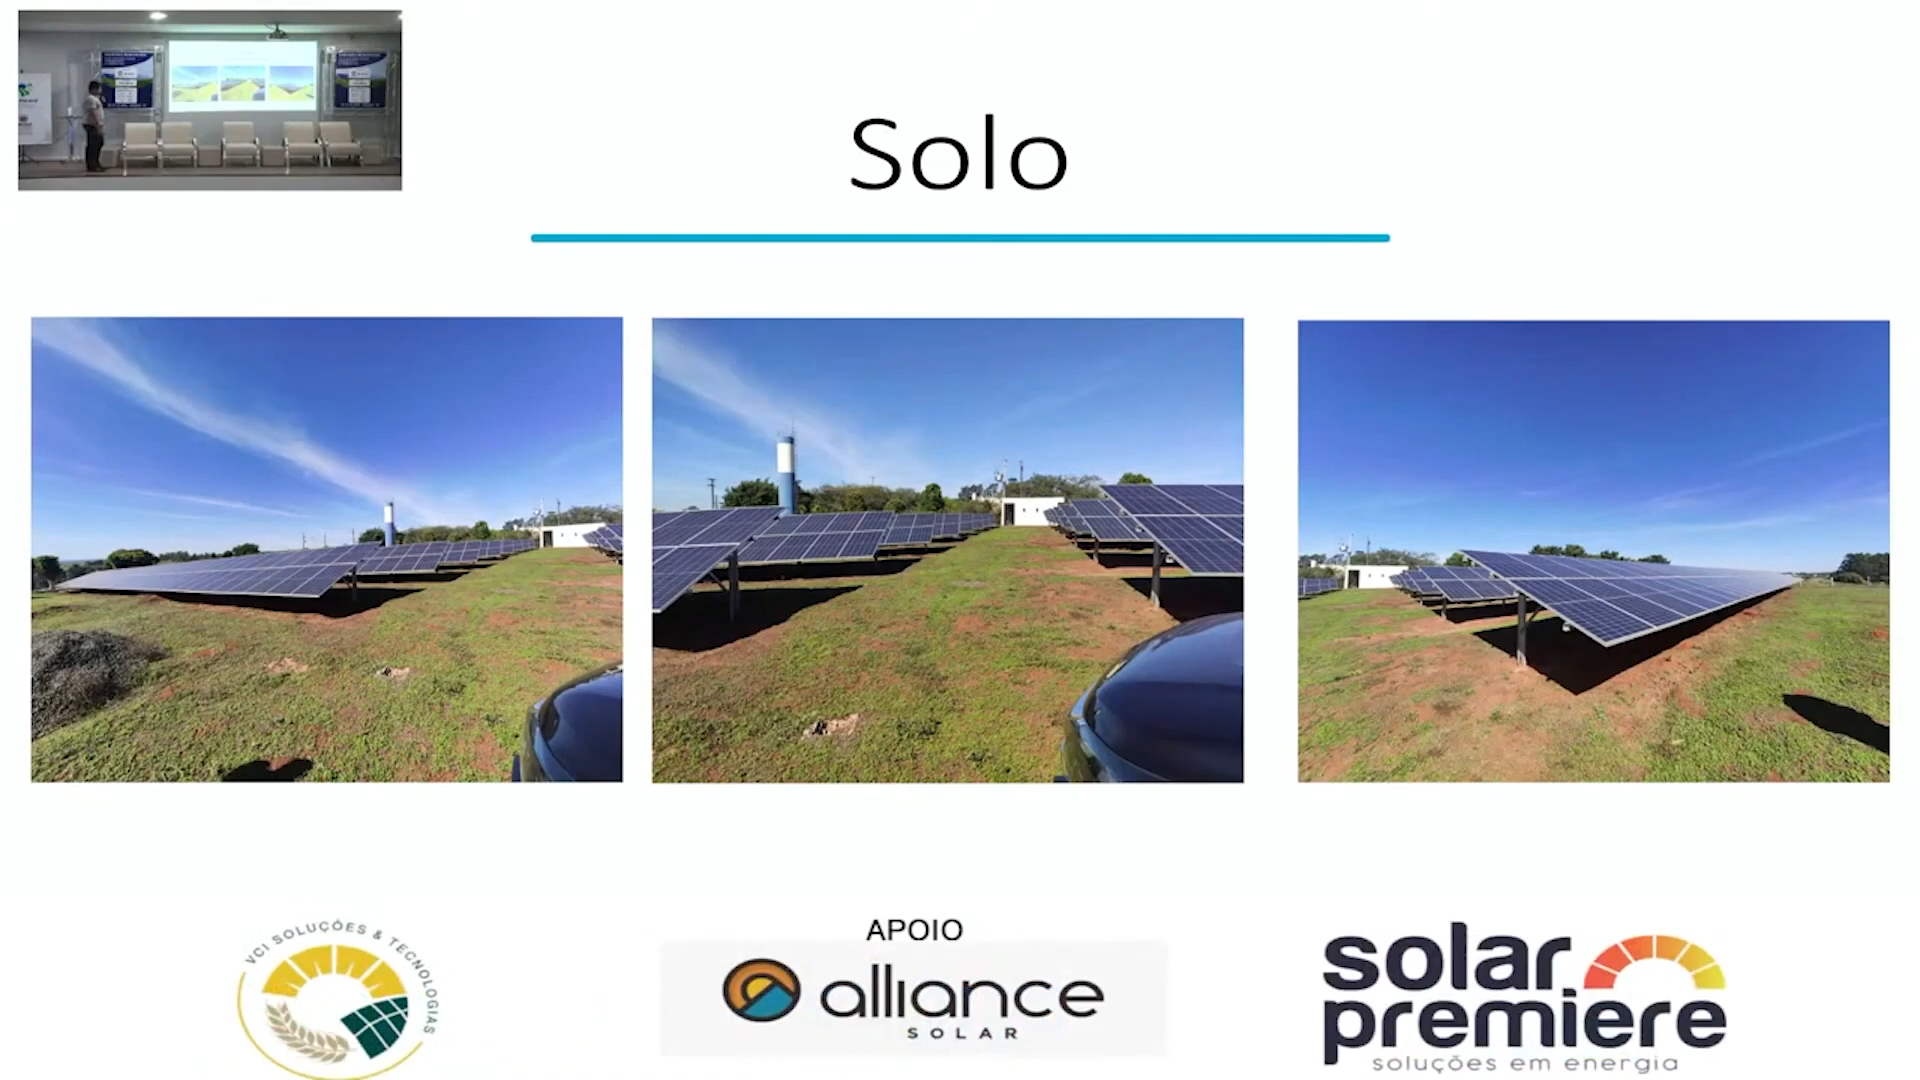 Solo
VCI SOLUÇÕES & TECNOLOGIAS
APOIO
alliance
SOLAR
solar
premiere
soluções em energia